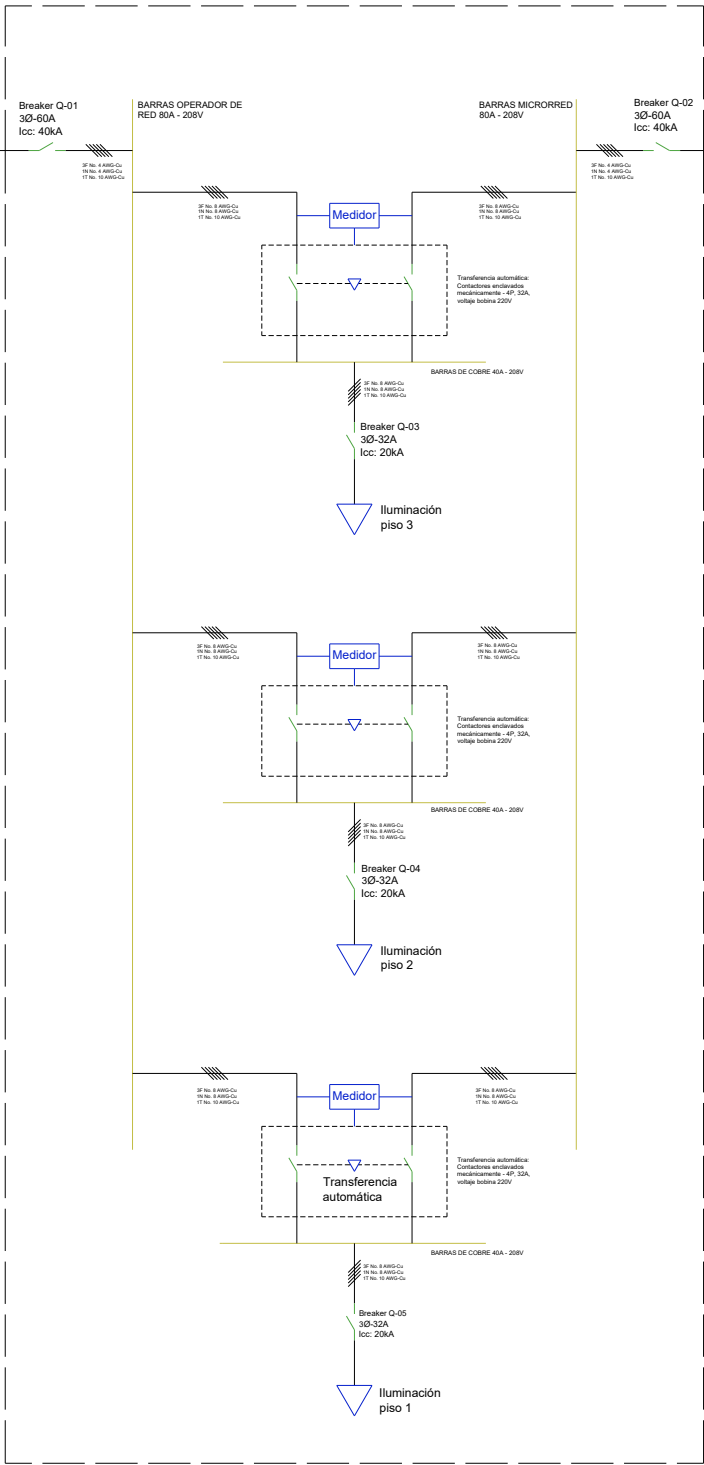 Breaker Q-01
3Ø-60A
Icc: 40kA
BARRAS OPERADOR DE
RED 80A - 208V
BARRAS MICRORRED
80A - 208V
Breaker Q-02
3Ø-60A
Icc: 40kA
3F No. 4 AWG-Cu
1N No. 4 AWG-Cu
1T No. 10 AWG-Cu
3F No. 4 AWG-Cu
1N No. 4 AWG-Cu
1T No. 10 AWG-Cu
3F No. 8 AWG-Cu
1N No. 8 AWG-Cu
1T No. 10 AWG-Cu
Medidor
3F No. 8 AWG-Cu
1N No. 8 AWG-Cu
1T No. 10 AWG-Cu
Transferencia automática:
Contactores enclavados
mecánicamente - 4P, 32A,
voltaje bobina 220V
BARRAS DE COBRE 40A - 208V
3F No. 8 AWG-Cu
1N No. 8 AWG-Cu
1T No. 10 AWG-Cu
Breaker Q-03
3Ø-32A
Icc: 20kA
Iluminación
piso 3
3F No. 8 AWG-Cu
1N No. 8 AWG-Cu
1T No. 10 AWG-Cu
Medidor
3F No. 8 AWG-Cu
1N No. 8 AWG-Cu
1T No. 10 AWG-Cu
Transferencia automática:
Contactores enclavados
mecánicamente - 4P, 32A,
voltaje bobina 220V
BARRAS DE COBRE 40A - 208V
3F No. 8 AWG-Cu
1N No. 8 AWG-Cu
1T No. 10 AWG-Cu
Breaker Q-04
3Ø-32A
Icc: 20kA
Iluminación
piso 2
3F No. 8 AWG-Cu
1N No. 8 AWG-Cu
1T No. 10 AWG-Cu
Medidor
3F No. 8 AWG-Cu
1N No. 8 AWG-Cu
1T No. 10 AWG-Cu
Transferencia automática:
Contactores enclavados
mecánicamente - 4P, 32A,
voltaje bobina 220V
Transferencia
automática
BARRAS DE COBRE 40A - 208V
3F No. 8 AWG-Cu
1N No. 8 AWG-Cu
1T No. 10 AWG-Cu
Breaker Q-05
3Ø-32A
Icc: 20kA
Iluminación
piso 1